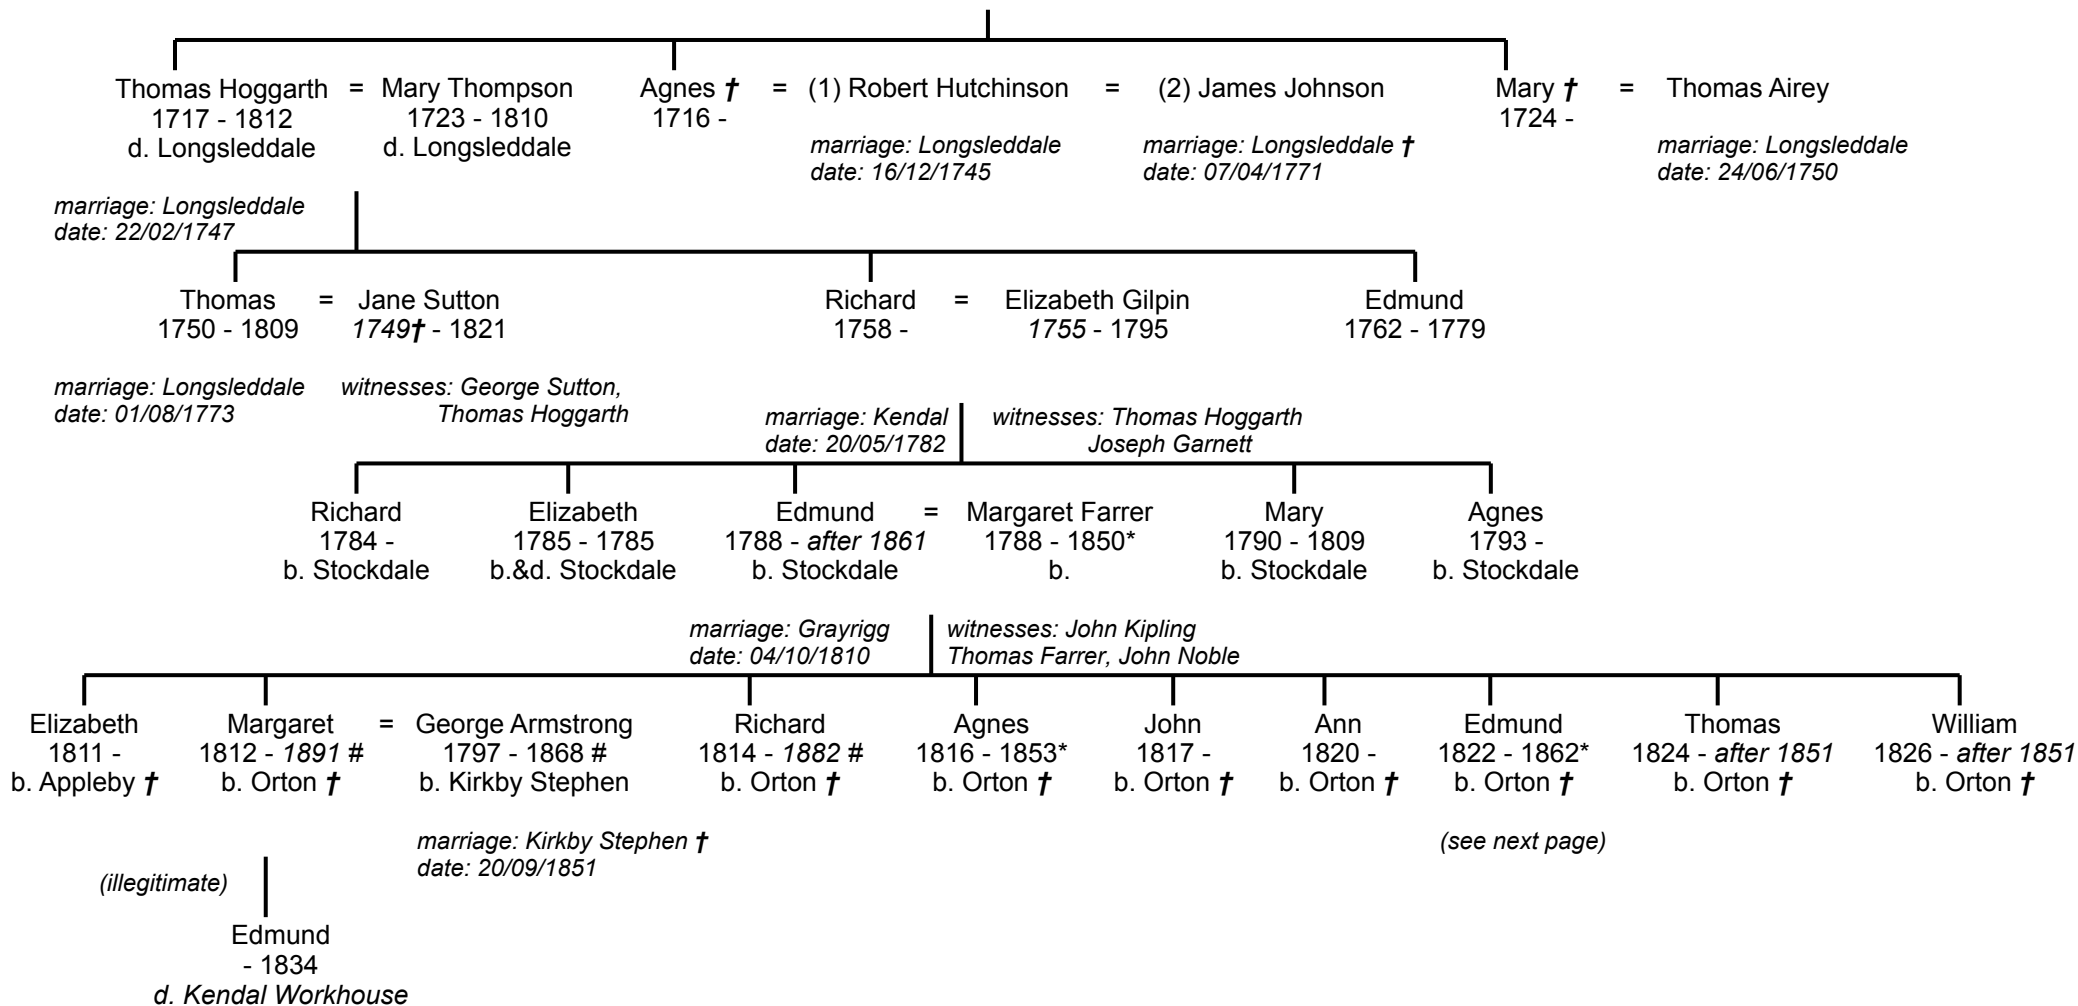 Thomas Hoggarth = Mary Thompson Agnes † = (1) Robert Hutchinson = (2) James Johnson Mary † = Thomas Airey
1717 - 1812 1723 - 1810 1716 - 1724 -
d. Longsleddale d. Longsleddale marriage: Longsleddale marriage: Longsleddale † marriage: Longsleddale
date: 16/12/1745 date: 07/04/1771 date: 24/06/1750
marriage: Longsleddale
date: 22/02/1747
Thomas = Jane Sutton Richard = Elizabeth Gilpin Edmund
1750 - 1809 1749† - 1821 1758 - 1755 - 1795 1762 - 1779
marriage: Longsleddale witnesses: George Sutton,
date: 01/08/1773 Thomas Hoggarth
marriage: Kendal witnesses: Thomas Hoggarth
date: 20/05/1782 Joseph Garnett
Richard Elizabeth Edmund = Margaret Farrer Mary Agnes
1784 - 1785 - 1785 1788 - after 1861 1788 - 1850* 1790 - 1809 1793 -
b. Stockdale b.&d. Stockdale b. Stockdale b. b. Stockdale b. Stockdale
marriage: Grayrigg witnesses: John Kipling
date: 04/10/1810 Thomas Farrer, John Noble
Elizabeth Margaret = George Armstrong Richard Agnes John Ann Edmund Thomas William
1811 - 1812 - 1891 # 1797 - 1868 # 1814 - 1882 # 1816 - 1853* 1817 - 1820 - 1822 - 1862* 1824 - after 1851 1826 - after 1851
b. Appleby † b. Orton † b. Kirkby Stephen b. Orton † b. Orton † b. Orton † b. Orton † b. Orton † b. Orton † b. Orton †
marriage: Kirkby Stephen † (see next page)
date: 20/09/1851
(illegitimate)
Edmund
- 1834
d. Kendal Workhouse